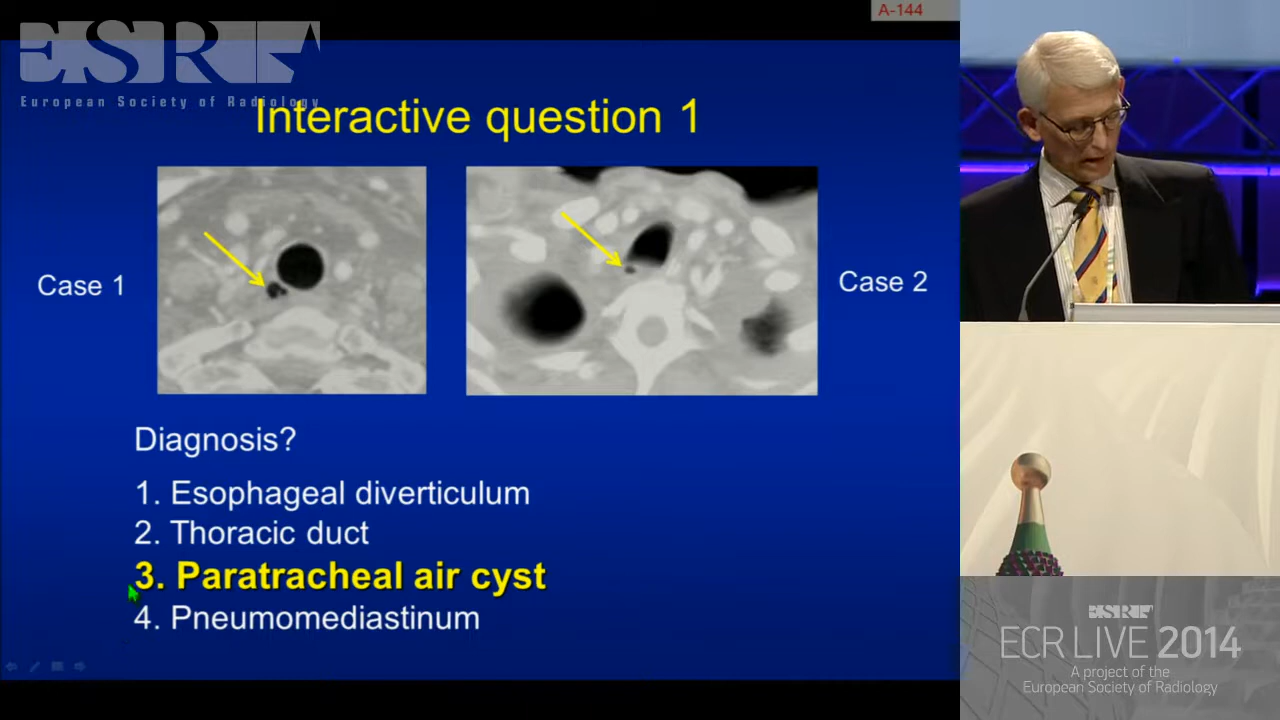 A-144
ESR
European Society of Radiology
Interactive question 1
Case 1
Case 2
Diagnosis?
1. Esophageal diverticulum
2. Thoracic duct
3. Paratracheal air cyst
4. Pneumomediastinum
ESR
ECR LIVE 2014
A project of the
European Society of Radiology